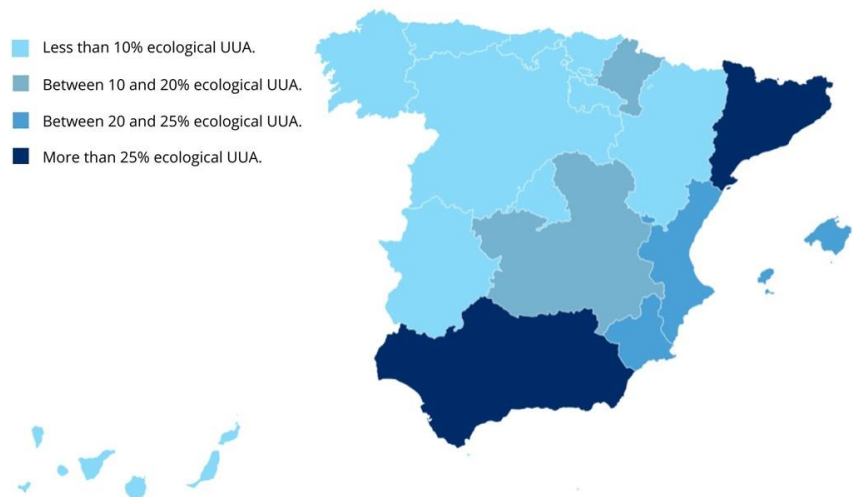 Less than 10% ecological UUA.
Between 10 and 20% ecological UUA.
Between 20 and 25% ecological UUA.
More than 25% ecological UUA.